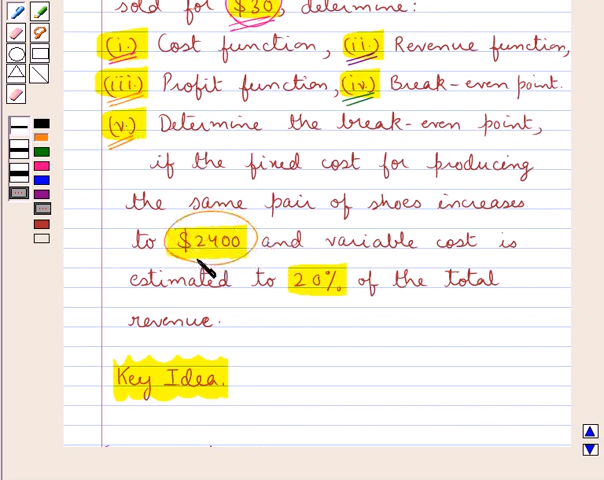 sold for $30, determine:
(i.) Cost function, (ii.) Revenue function,
(iii.) Profit function, (iv.) Break-even point.
(v.) Determine the break-even point,
if the fixed cost for producing
the same pair of shoes increases
to $2400 and variable cost is
estimated to 20% of the total
revenue.
Key Idea.